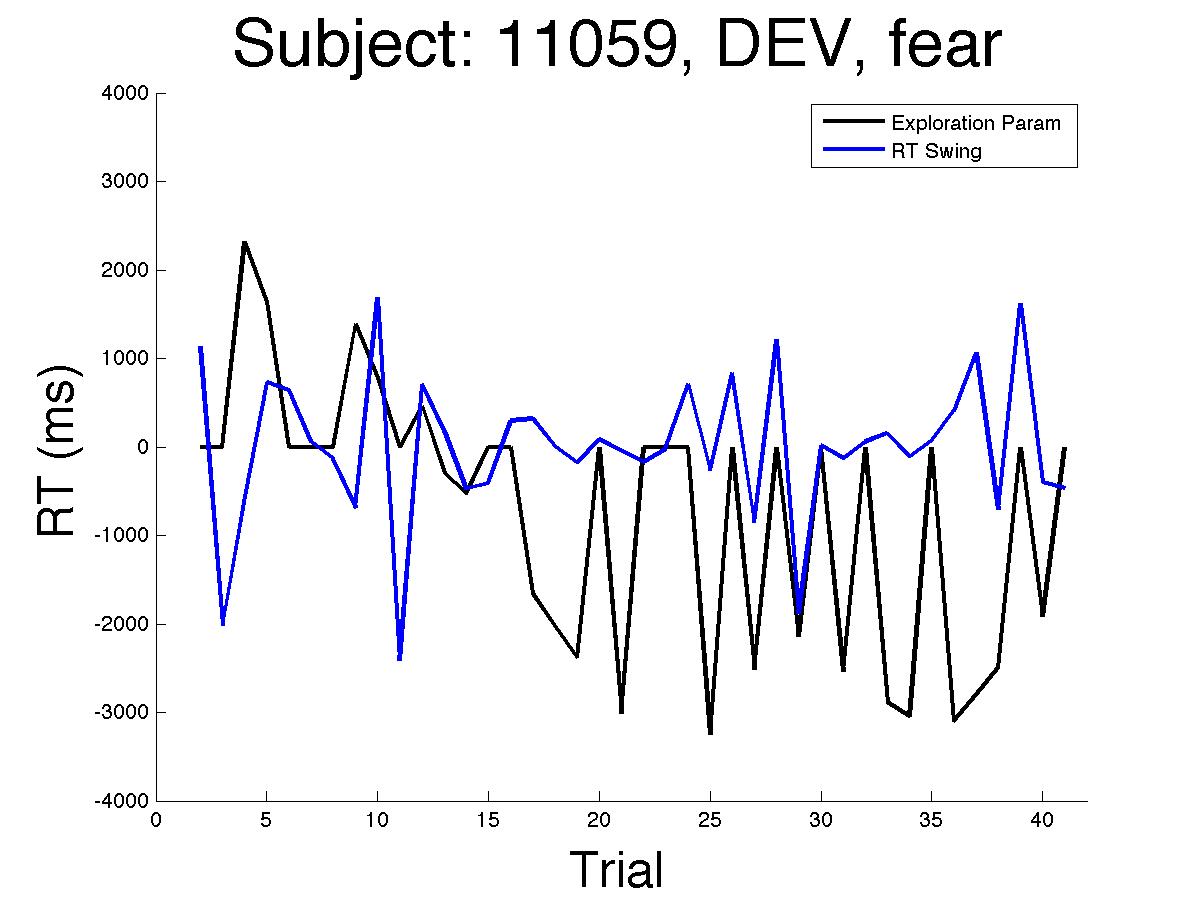 Subject: 11059, DEV, fear
4000
3000
2000
1000
0
-1000
-2000
-3000
-4000
RT (ms)
Exploration Param
RT Swing
0 5 10 15 20 25 30 35 40
Trial